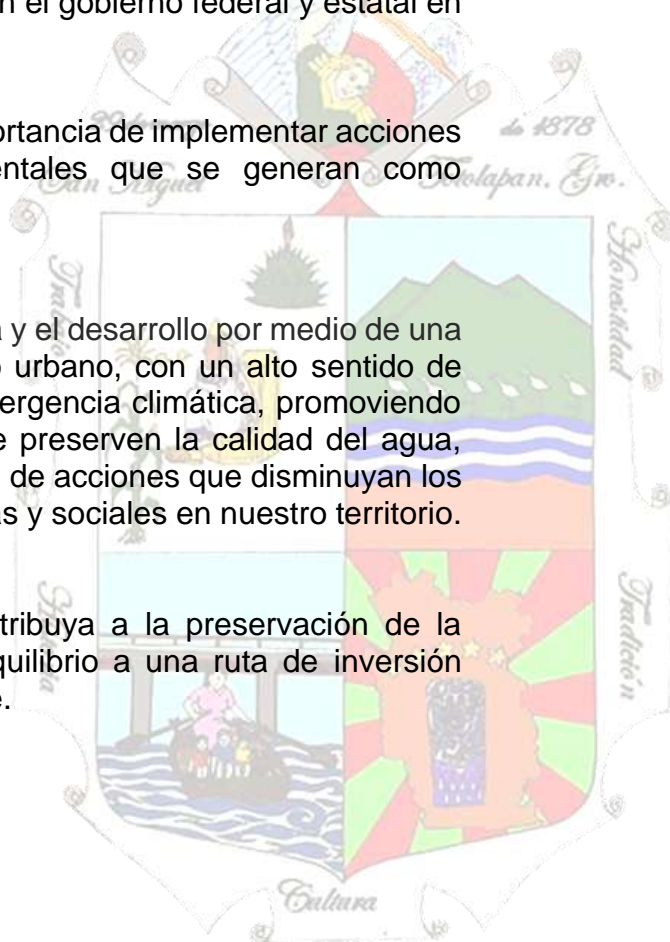 n el gobierno federal y estatal en
ortancia de implementar acciones
entales que se generan como
de 1878
San Miguel
Totolapan, Gro.
Trabajo
Honestidad
a y el desarrollo por medio de una
o urbano, con un alto sentido de
mergencia climática, promoviendo
e preserven la calidad del agua,
de acciones que disminuyan los
as y sociales en nuestro territorio.
Tradición
tribuya a la preservación de la
quilibrio a una ruta de inversión
e.
Cultura